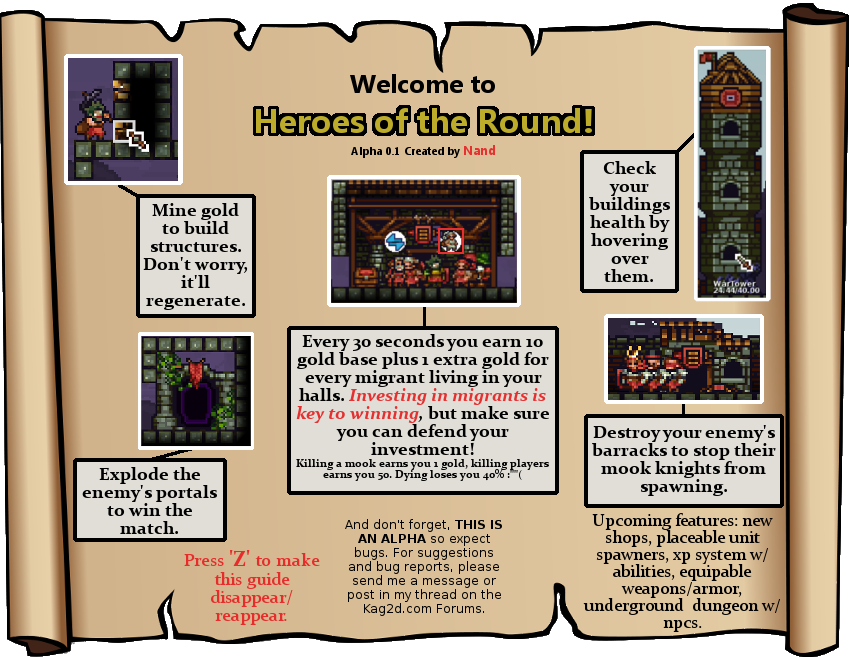 Welcome to
Heroes of the Round!
Alpha 0.1 Created by Nand
Mine gold
to build
structures.
Don't worry,
it'll
regenerate.
Check
your
buildings
health by
hovering
over
them.
WarTower
24.44/40.00
Every 30 seconds you earn 10
gold base plus 1 extra gold for
every migrant living in your
halls. Investing in migrants is
key to winning, but make sure
you can defend your
investment!
Killing a mook earns you 1 gold, killing players
earns you 50. Dying loses you 40% :'''(
Explode the
enemy's portals
to win the
match.
Destroy your enemy's
barracks to stop their
mook knights from
spawning.
Press 'Z' to make
this guide
disappear/
reappear.
And don't forget, THIS IS
AN ALPHA so expect
bugs. For suggestions
and bug reports, please
send me a message or
post in my thread on the
Kag2d.com Forums.
Upcoming features: new
shops, placeable unit
spawners, xp system w/
abilities, equipable
weapons/armor,
underground dungeon w/
npcs.